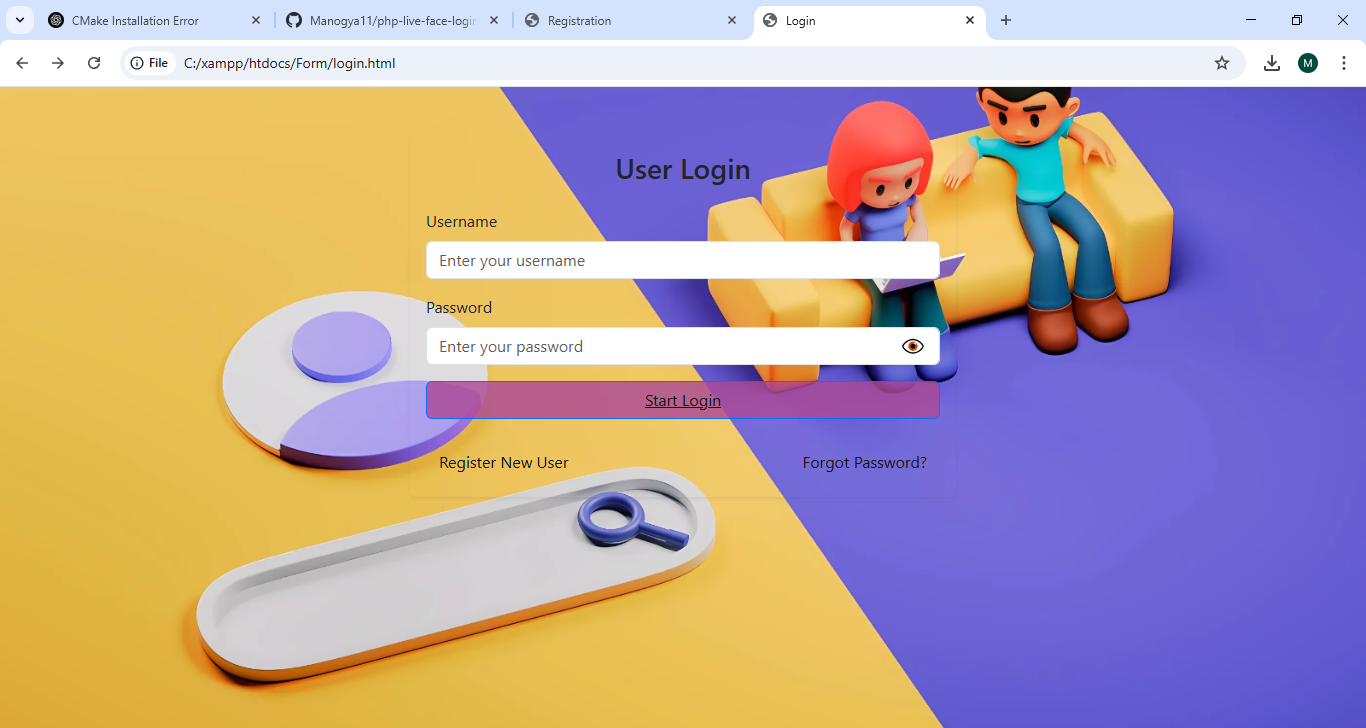 CMake Installation Error
Manogya11/php-live-face-login
Registration
Login
File
C:/xampp/htdocs/Form/login.html
M
User Login
Username
Enter your username
Password
Enter your password
Start Login
Register New User
Forgot Password?